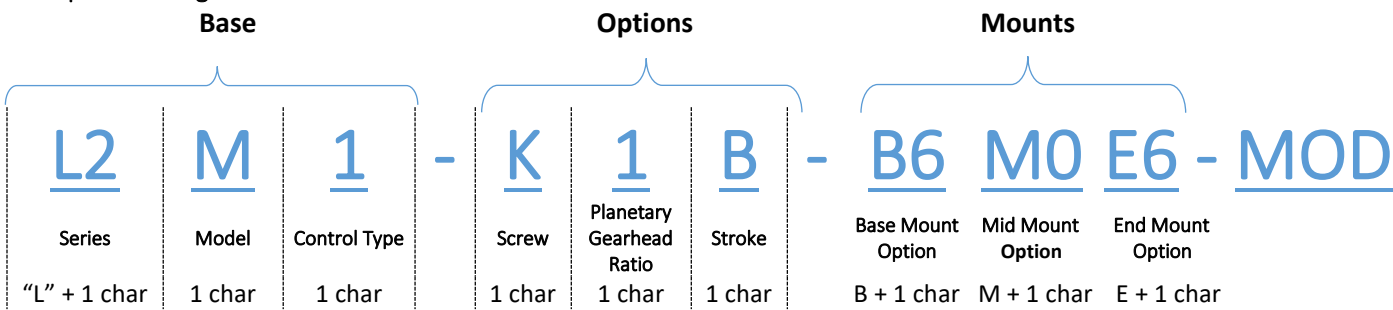 Base Options Mounts
L2 M 1 - K 1 B - B6 M0 E6 - MOD
Series Model Control Type Screw Planetary Gearhead Ratio Stroke Base Mount Option Mid Mount Option End Mount Option
"L" + 1 char 1 char 1 char 1 char 1 char 1 char B + 1 char M + 1 char E + 1 char